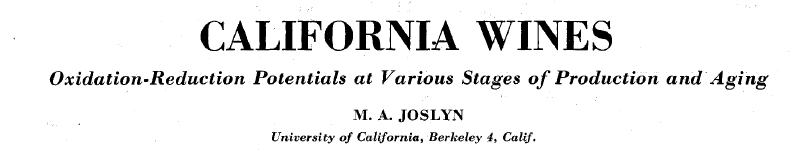 CALIFORNIA WINES
Oxidation-Reduction Potentials at Various Stages of Production and Aging
M. A. JOSLYN
University of California, Berkeley 4, Calif.